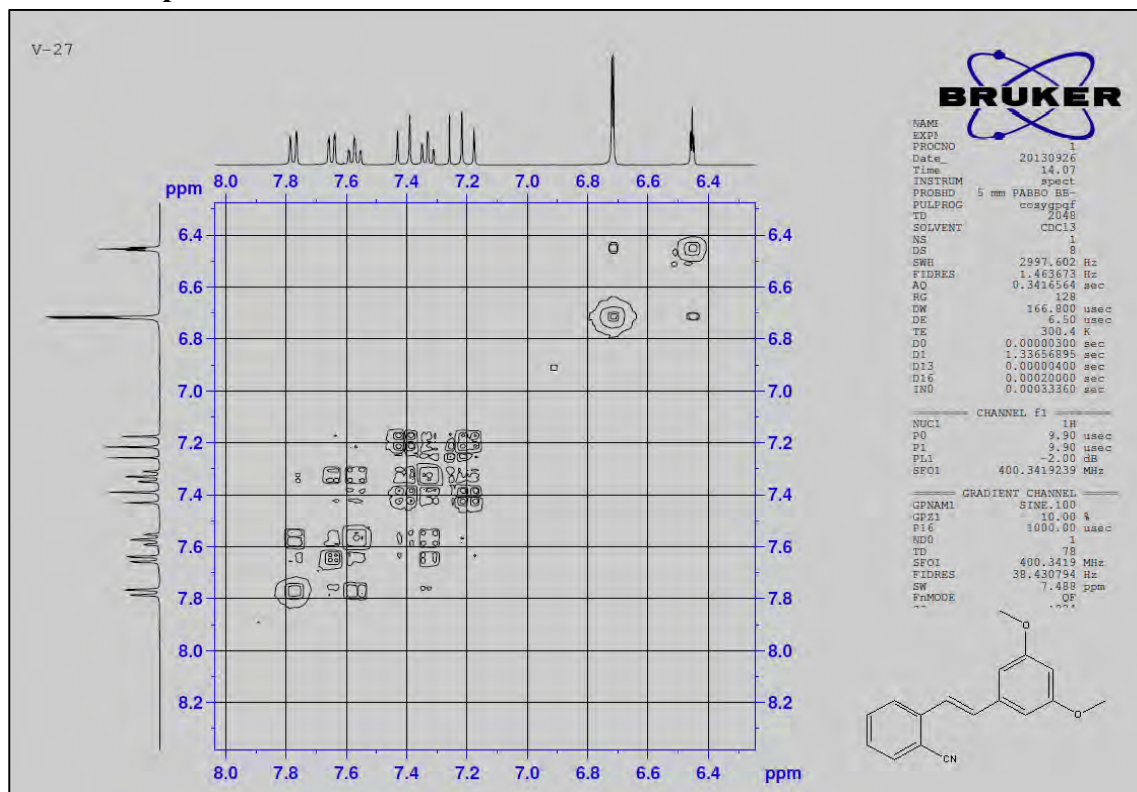 V-27
BRUKER
NAME
EXPN
PROCNO 1
Date_ 20130926
Time 14.07
INSTRUM spect
PROBHD 5 mm PABBO BB-
PULPROG cosygpqf
TD 2048
SOLVENT CDCl3
NS 1
DS 8
SWH 2997.602 Hz
FIDRES 1.463673 Hz
AQ 0.3416564 sec
RG 128
DW 166.800 usec
DE 6.50 usec
TE 300.4 K
D0 0.00000300 sec
D1 1.33656895 sec
D13 0.00000400 sec
D16 0.00020000 sec
IN0 0.00033360 sec
======= CHANNEL f1 =======
NUC1 1H
P0 9.90 usec
P1 9.90 usec
PL1 -2.00 dB
SFO1 400.3419239 MHz
===== GRADIENT CHANNEL =====
GPNAM1 SINE.100
GPZ1 10.00 %
P16 1000.00 usec
ND0 1
TD 78
SFO1 400.3419 MHz
FIDRES 38.430794 Hz
SW 7.488 ppm
FnMODE QF
8.0 7.8 7.6 7.4 7.2 7.0 6.8 6.6 6.4
ppm
6.4 6.4
6.6 6.6
6.8 6.8
7.0 7.0
7.2 7.2
7.4 7.4
7.6 7.6
7.8 7.8
8.0 8.0
8.2 8.2
8.0 7.8 7.6 7.4 7.2 7.0 6.8 6.6 6.4 ppm
O
O
CN